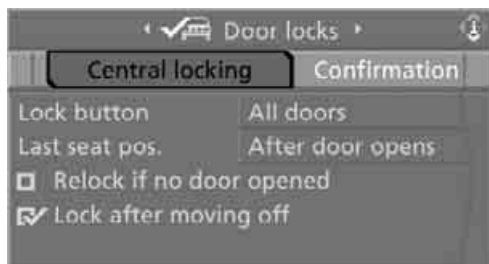 Door locks
Central locking Confirmation
Lock button All doors
Last seat pos. After door opens
Relock if no door opened
Lock after moving off